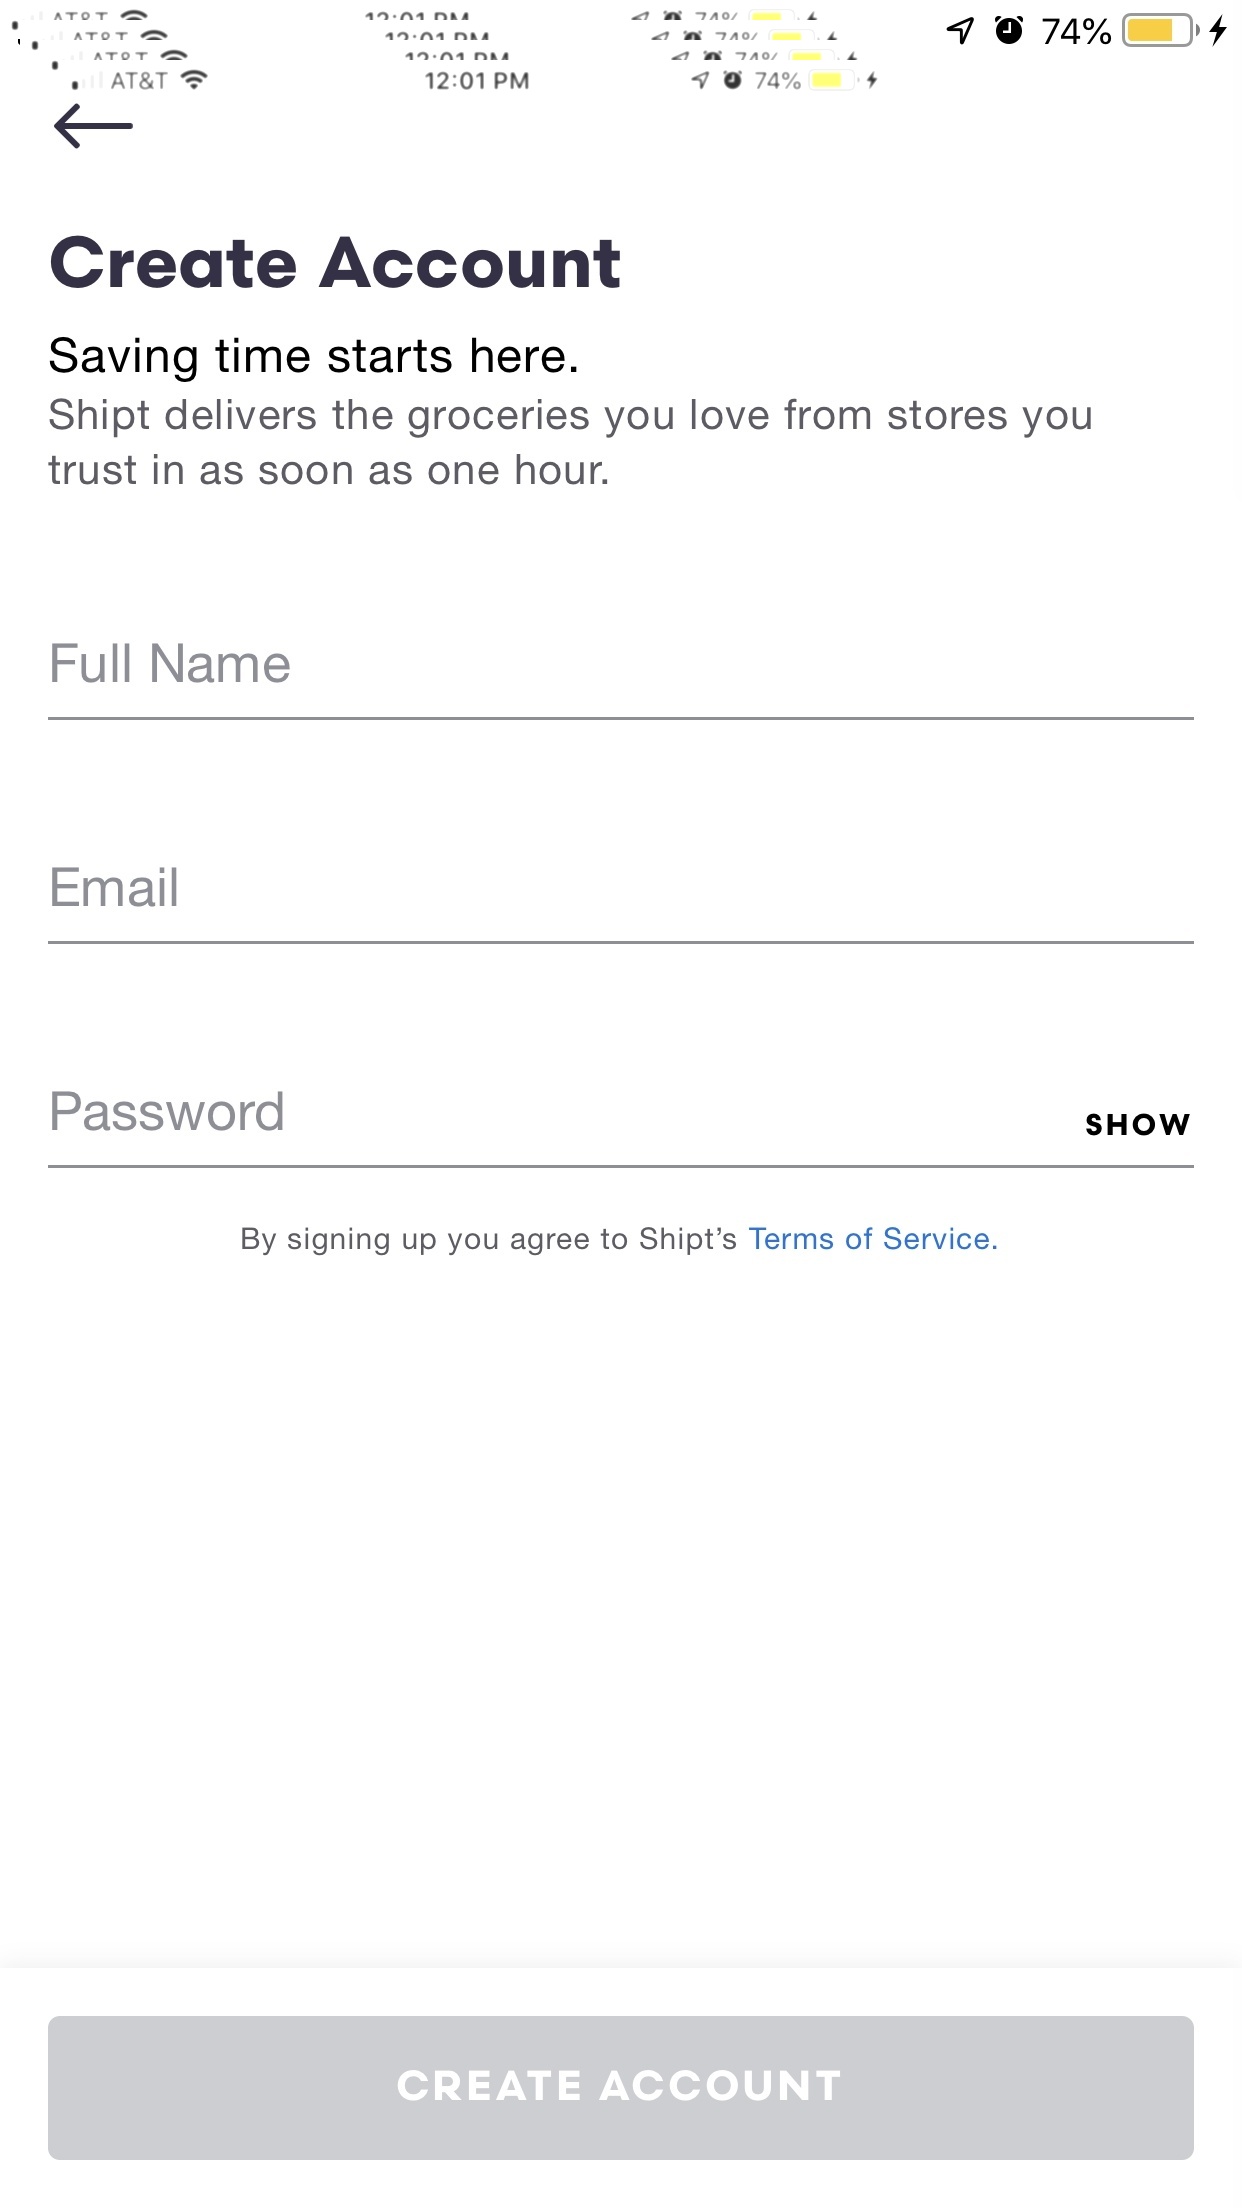 74%
AT&T 12:01 PM 74%
Create Account
Saving time starts here.
Shipt delivers the groceries you love from stores you
trust in as soon as one hour.
Full Name
Email
Password
SHOW
By signing up you agree to Shipt’s Terms of Service.
CREATE ACCOUNT